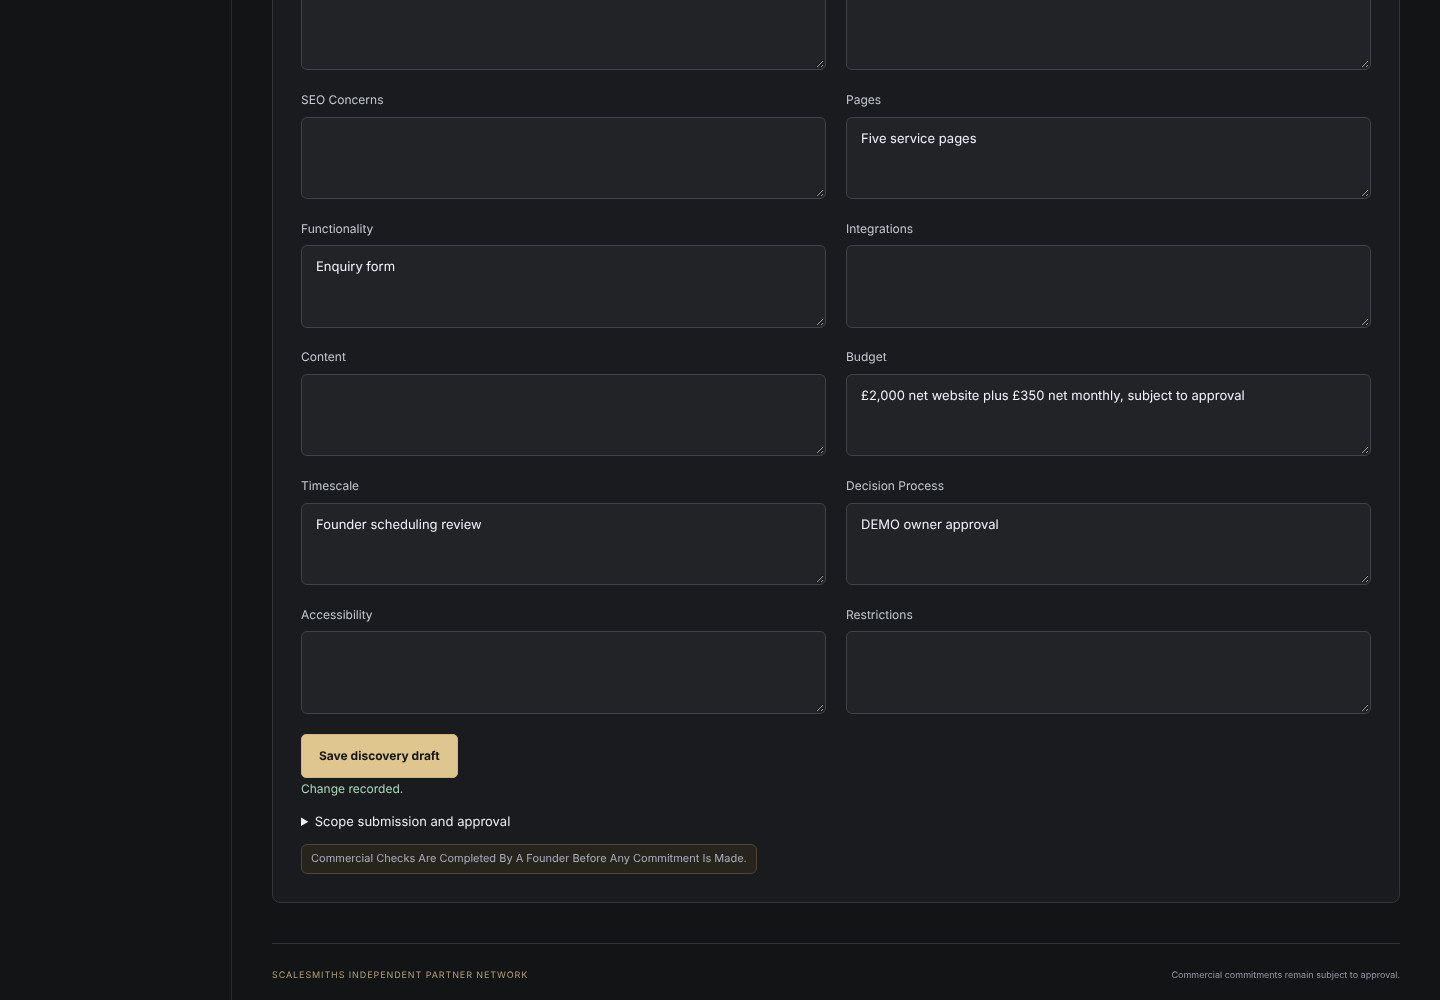 SEO Concerns
Pages
Five service pages
Functionality
Integrations
Enquiry form
Content
Budget
£2,000 net website plus £350 net monthly, subject to approval
Timescale
Decision Process
Founder scheduling review
DEMO owner approval
Accessibility
Restrictions
Save discovery draft
Change recorded.
Scope submission and approval
Commercial Checks Are Completed By A Founder Before Any Commitment Is Made.
SCALESMITHS INDEPENDENT PARTNER NETWORK
Commercial commitments remain subject to approval.